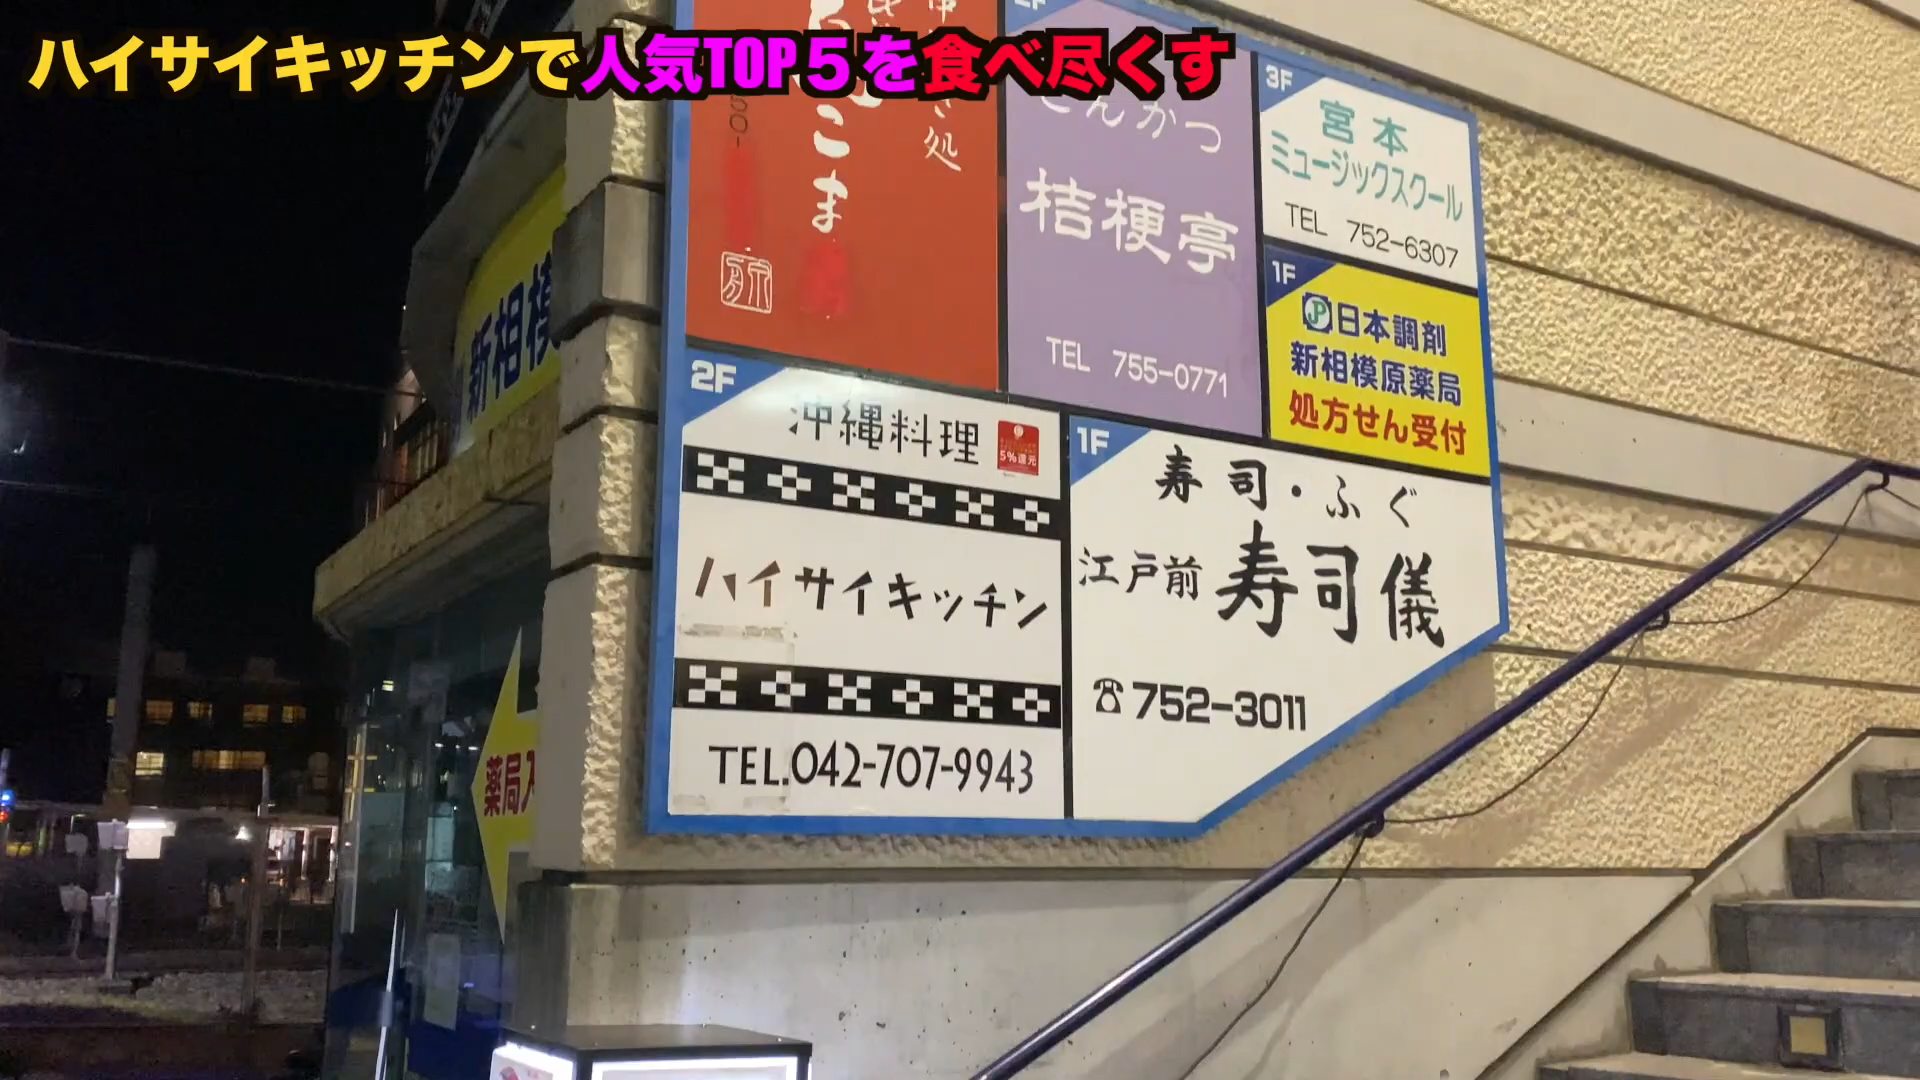 ハイサイキッチンで人気TOP５を食べ尽くす
こま
き処
2F
とんかつ
桔梗亭
TEL 755-0771
3F
宮本
ミュージックスクール
TEL 752-6307
1F
日本調剤
新相模原薬局
処方せん受付
2F
沖縄料理
5%還元
ハイサイキッチン
TEL.042-707-9943
1F
寿司・ふぐ
江戸前 寿司儀
☎752-3011
新相模
薬局入